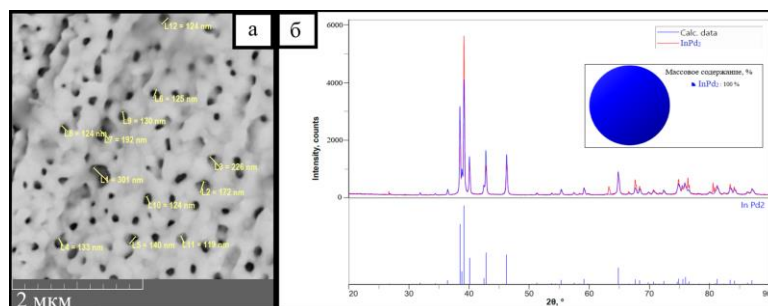 а
б
L12 = 124 nm
L6 = 125 nm
L9 = 130 nm
L8 = 124 nm
L7 = 192 nm
L3 = 226 nm
L1 = 301 nm
L2 = 172 nm
L10 = 124 nm
L4 = 133 nm
L5 = 140 nm
L11 = 119 nm
2 мкм
Calc. data
InPd₂
Массовое содержание, %
InPd₂ : 100 %
Intensity, counts
6000
4000
2000
0
In Pd2
20 30 40 50 60 70 80 90
2θ, °